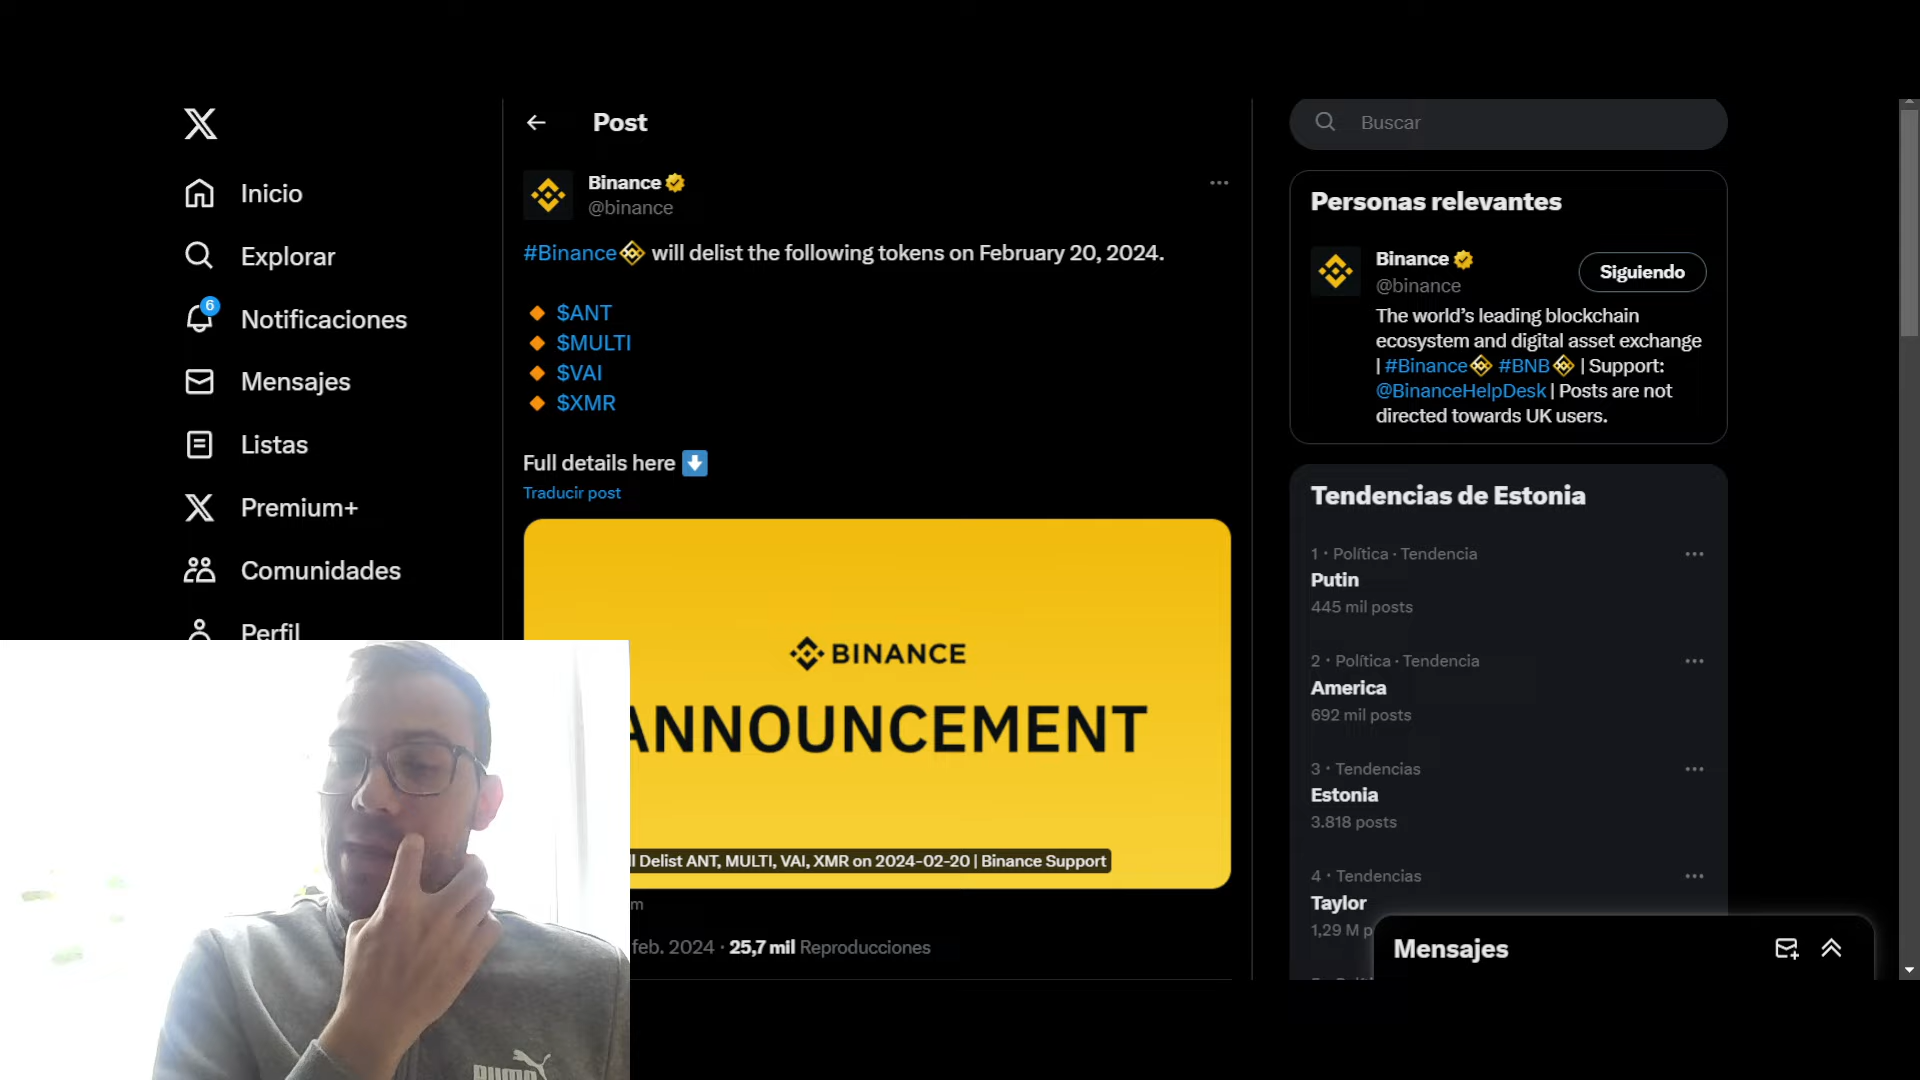 Inicio
Explorar
6
Notificaciones
Mensajes
Listas
Premium+
Comunidades
Perfil
Post
Binance
@binance
#Binance will delist the following tokens on February 20, 2024.
$ANT
$MULTI
$VAI
$XMR
Full details here
Traducir post
BINANCE
ANNOUNCEMENT
Delist ANT, MULTI, VAI, XMR on 2024-02-20 | Binance Support
feb. 2024 · 25,7 mil Reproducciones
Buscar
Personas relevantes
Binance
@binance
Siguiendo
The world's leading blockchain
ecosystem and digital asset exchange
| #Binance #BNB | Support:
@BinanceHelpDesk | Posts are not
directed towards UK users.
Tendencias de Estonia
1 · Política · Tendencia
Putin
445 mil posts
2 · Política · Tendencia
America
692 mil posts
3 · Tendencias
Estonia
3.818 posts
4 · Tendencias
Taylor
1,29 M p
Mensajes
PUMA